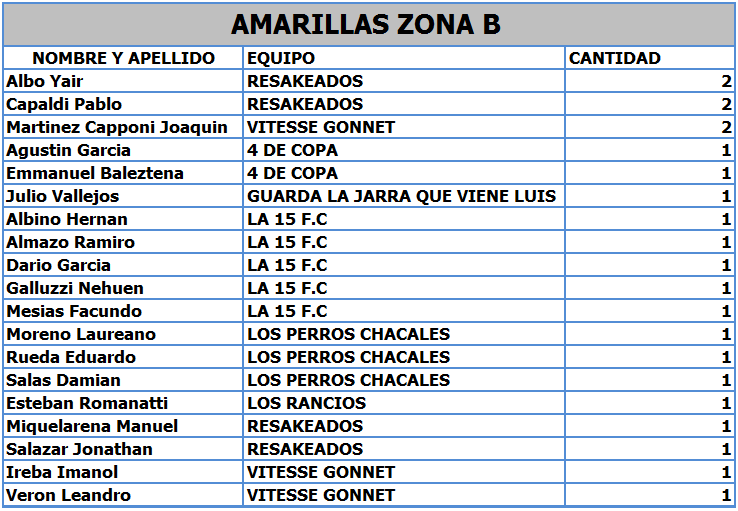 AMARILLAS ZONA B
NOMBRE Y APELLIDO EQUIPO CANTIDAD
Albo Yair RESAKEADOS 2
Capaldi Pablo RESAKEADOS 2
Martinez Capponi Joaquin VITESSE GONNET 2
Agustin Garcia 4 DE COPA 1
Emmanuel Baleztena 4 DE COPA 1
Julio Vallejos GUARDA LA JARRA QUE VIENE LUIS 1
Albino Hernan LA 15 F.C 1
Almazo Ramiro LA 15 F.C 1
Dario Garcia LA 15 F.C 1
Galluzzi Nehuen LA 15 F.C 1
Mesias Facundo LA 15 F.C 1
Moreno Laureano LOS PERROS CHACALES 1
Rueda Eduardo LOS PERROS CHACALES 1
Salas Damian LOS PERROS CHACALES 1
Esteban Romanatti LOS RANCIOS 1
Miquelarena Manuel RESAKEADOS 1
Salazar Jonathan RESAKEADOS 1
Ireba Imanol VITESSE GONNET 1
Veron Leandro VITESSE GONNET 1